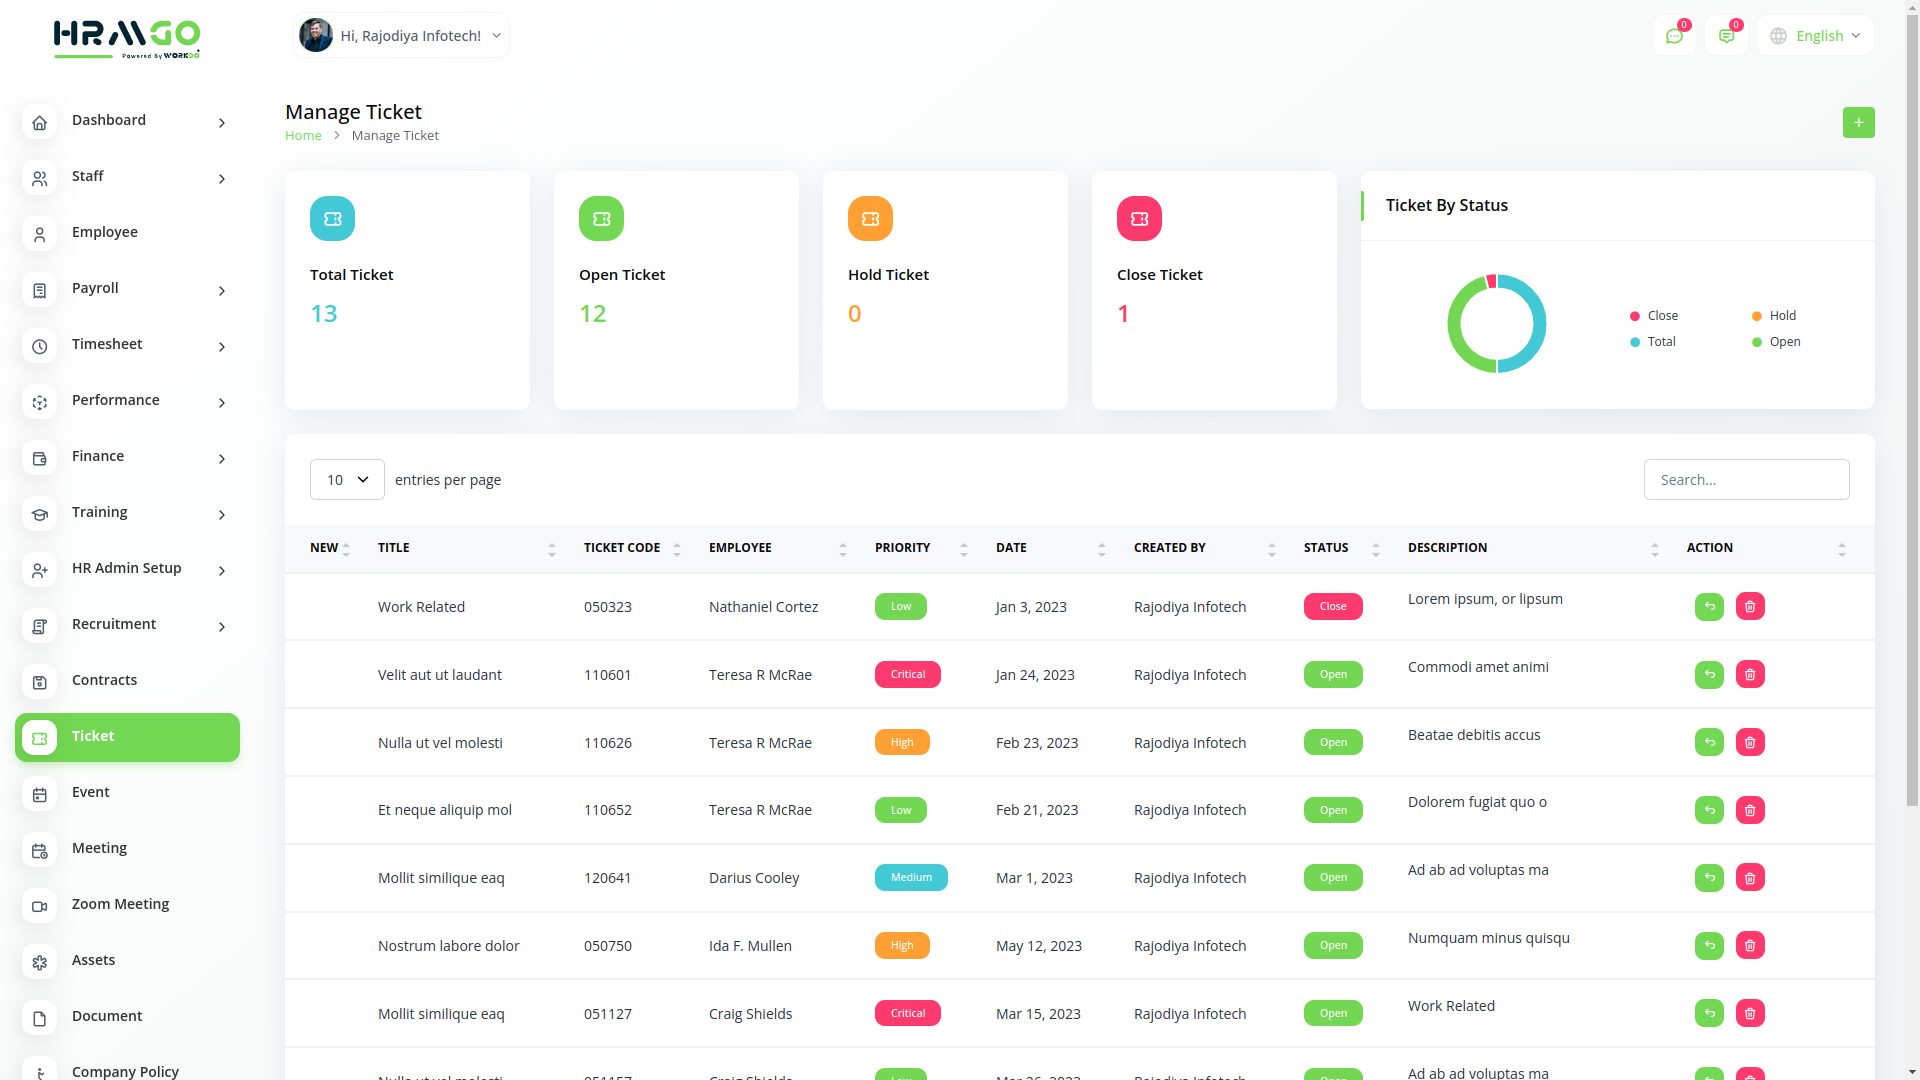 HRMGO
Powered By WORKDO
Hi, Rajodiya Infotech!
0
0
English
Dashboard
Staff
Employee
Payroll
Timesheet
Performance
Finance
Training
HR Admin Setup
Recruitment
Contracts
Ticket
Event
Meeting
Zoom Meeting
Assets
Document
Company Policy
Manage Ticket
Home > Manage Ticket
+
Total Ticket
13
Open Ticket
12
Hold Ticket
0
Close Ticket
1
Ticket By Status
Close
Hold
Total
Open
10 entries per page
Search...
NEW TITLE TICKET CODE EMPLOYEE PRIORITY DATE CREATED BY STATUS DESCRIPTION ACTION
Work Related 050323 Nathaniel Cortez Low Jan 3, 2023 Rajodiya Infotech Close Lorem ipsum, or lipsum
Velit aut ut laudant 110601 Teresa R McRae Critical Jan 24, 2023 Rajodiya Infotech Open Commodi amet animi
Nulla ut vel molesti 110626 Teresa R McRae High Feb 23, 2023 Rajodiya Infotech Open Beatae debitis accus
Et neque aliquip mol 110652 Teresa R McRae Low Feb 21, 2023 Rajodiya Infotech Open Dolorem fugiat quo o
Mollit similique eaq 120641 Darius Cooley Medium Mar 1, 2023 Rajodiya Infotech Open Ad ab ad voluptas ma
Nostrum labore dolor 050750 Ida F. Mullen High May 12, 2023 Rajodiya Infotech Open Numquam minus quisqu
Mollit similique eaq 051127 Craig Shields Critical Mar 15, 2023 Rajodiya Infotech Open Work Related
Ad ab ad voluptas ma